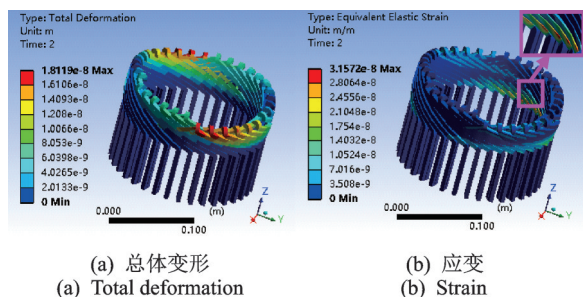 Type: Total Deformation
Unit: m
Time: 2
1.8119e-8 Max
1.6106e-8
1.4093e-8
1.208e-8
1.0066e-8
8.053e-9
6.0398e-9
4.0265e-9
2.0133e-9
0 Min
0.000
(m)
0.100
Z
Y
Type: Equivalent Elastic Strain
Unit: m/m
Time: 2
3.1572e-8 Max
2.8064e-8
2.4556e-8
2.1048e-8
1.754e-8
1.4032e-8
1.0524e-8
7.016e-9
3.508e-9
0 Min
0.000
(m)
0.100
Z
Y
(a) 总体变形
(a) Total deformation
(b) 应变
(b) Strain